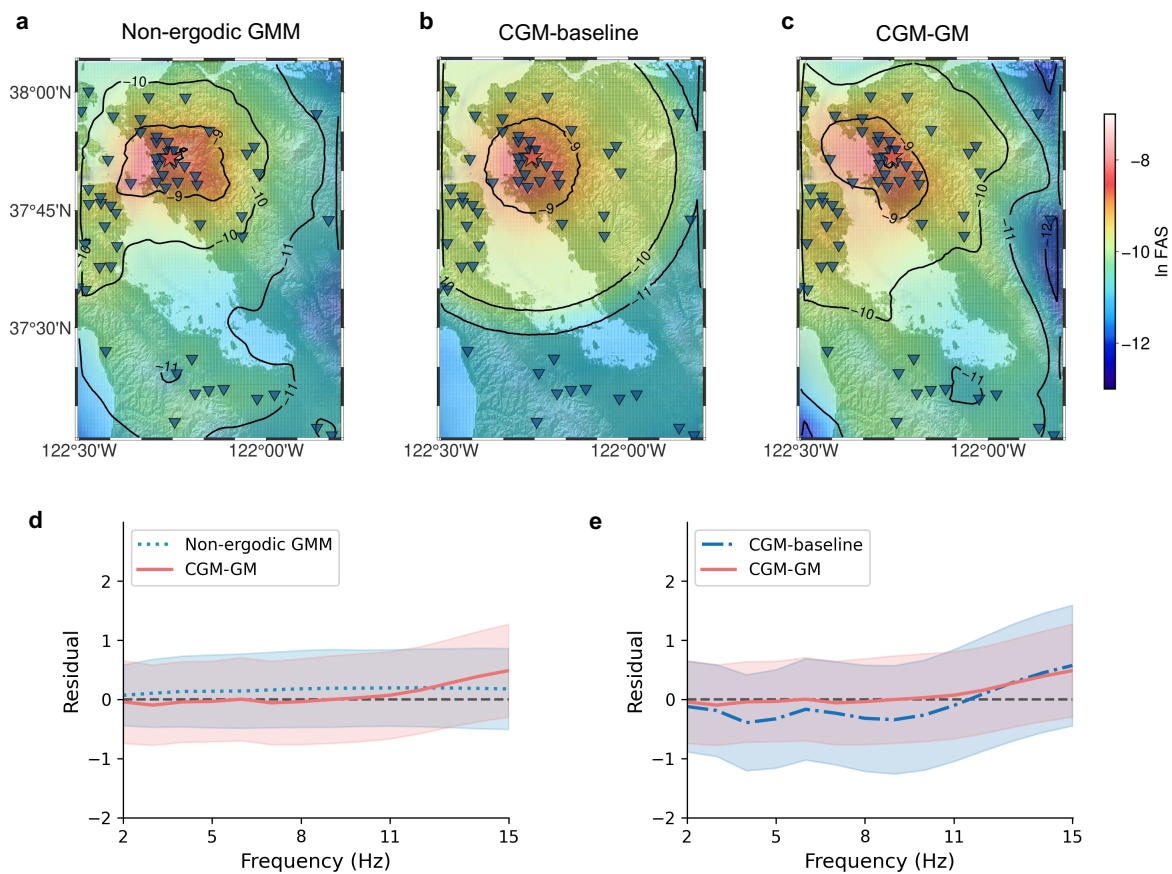 a
Non-ergodic GMM
b
CGM-baseline
c
CGM-GM
38°00'N
37°45'N
37°30'N
−10
−9
−9
−10
−10
−10
−11
−11
−11
−9
−9
−10
−10
−11
−9
−9
−10
−10
−11
−12
−11
122°30'W
122°00'W
122°30'W
122°00'W
122°30'W
122°00'W
−8
−10
−12
ln FAS
d
Non-ergodic GMM
CGM-GM
2
1
0
−1
−2
Residual
2
5
8
11
15
Frequency (Hz)
e
CGM-baseline
CGM-GM
2
1
0
−1
−2
Residual
2
5
8
11
15
Frequency (Hz)